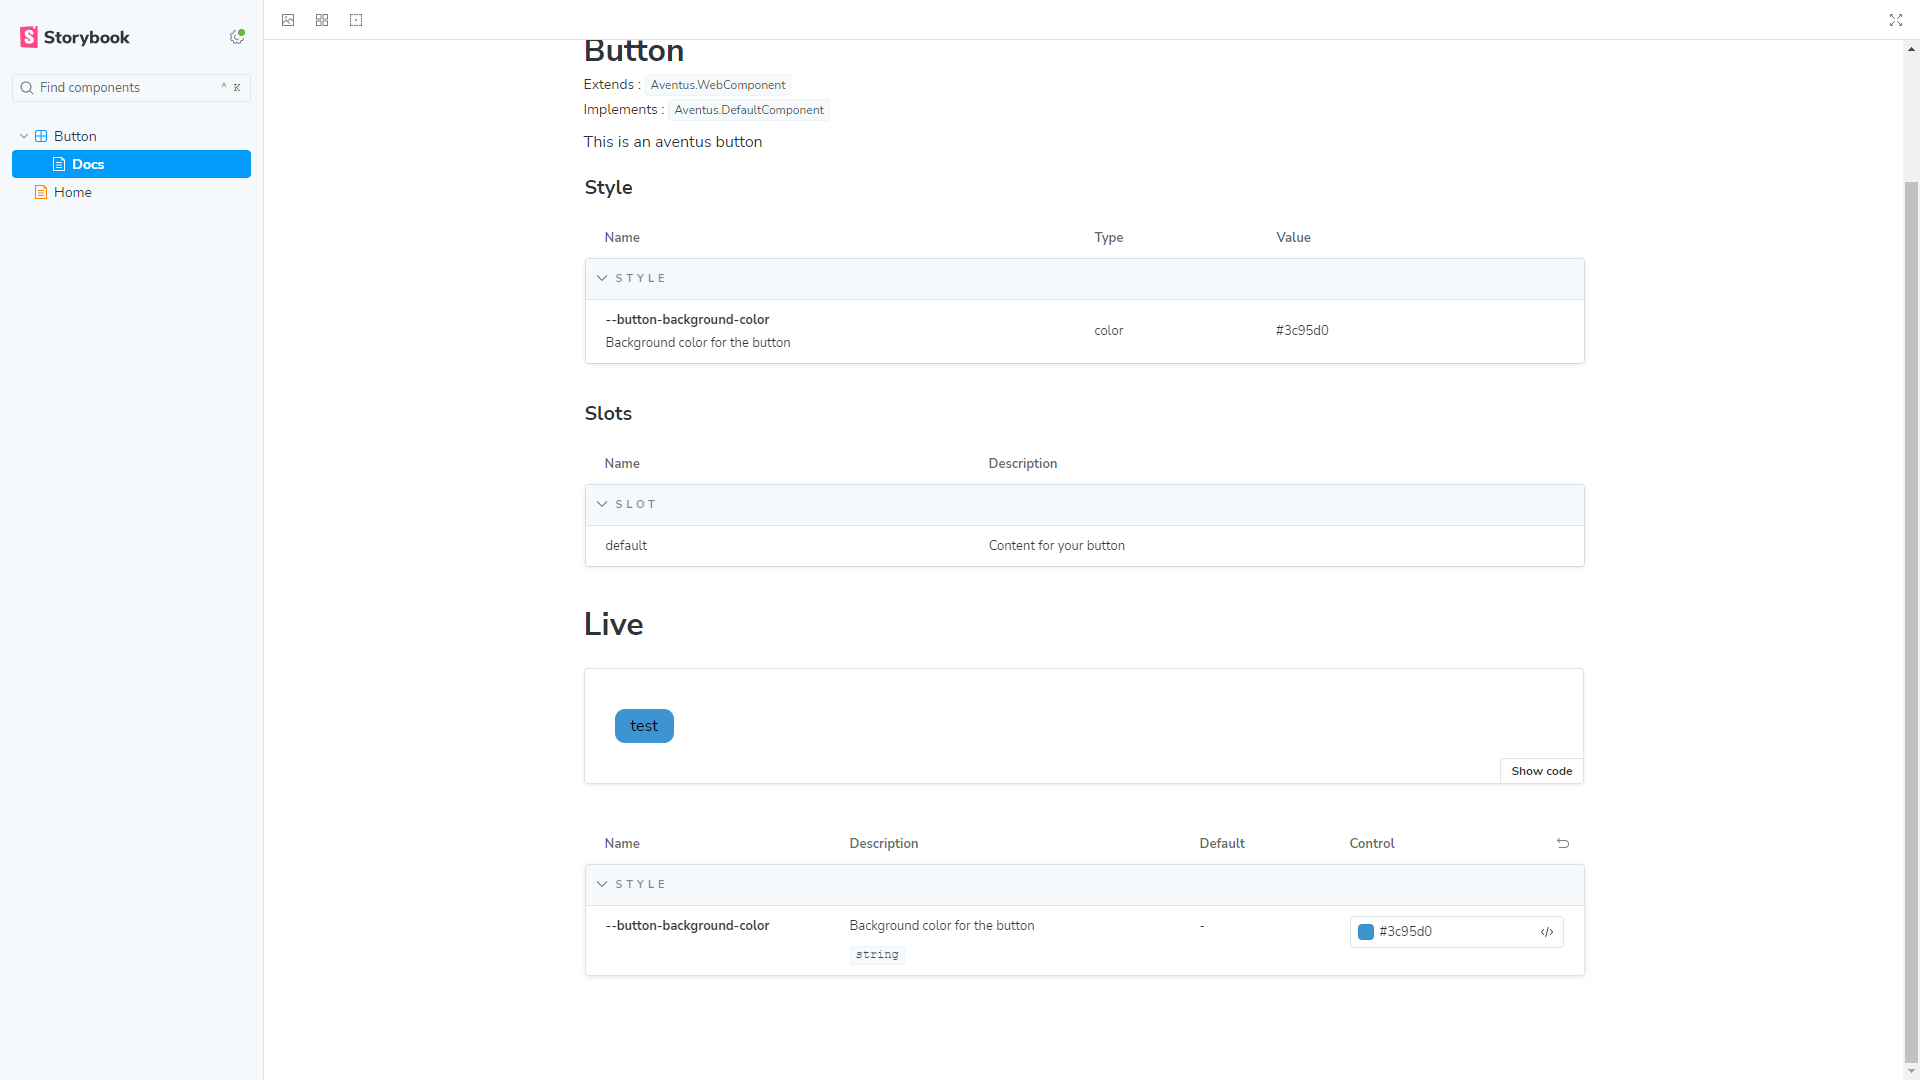 Storybook
Find components
^ K
Button
Docs
Home
Button
Extends : Aventus.WebComponent
Implements : Aventus.DefaultComponent
This is an aventus button
Style
Name Type Value
STYLE
--button-background-color
Background color for the button
color
#3c95d0
Slots
Name Description
SLOT
default Content for your button
Live
test
Show code
Name Description Default Control
STYLE
--button-background-color Background color for the button - #3c95d0
string